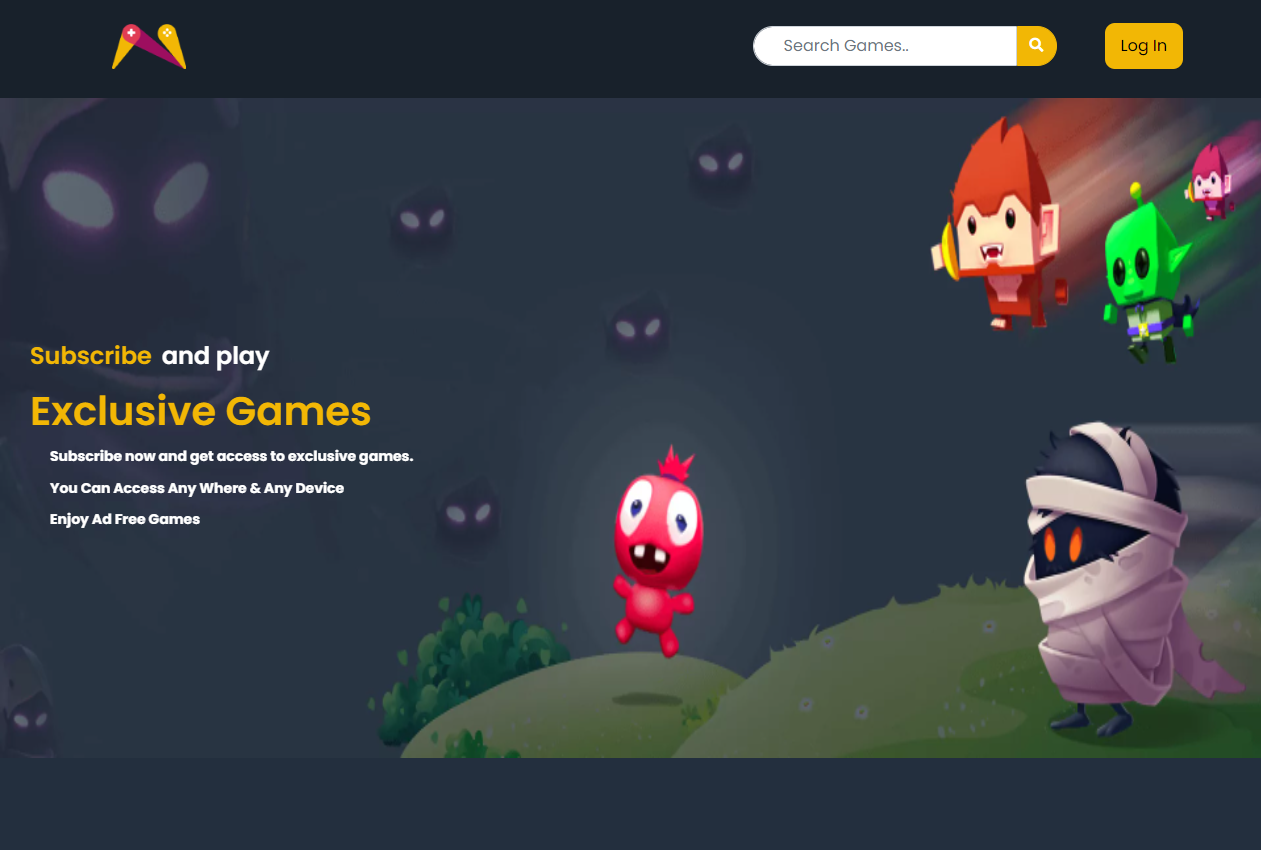 Search Games..
Log In
Subscribe and play
Exclusive Games
Subscribe now and get access to exclusive games.
You Can Access Any Where & Any Device
Enjoy Ad Free Games